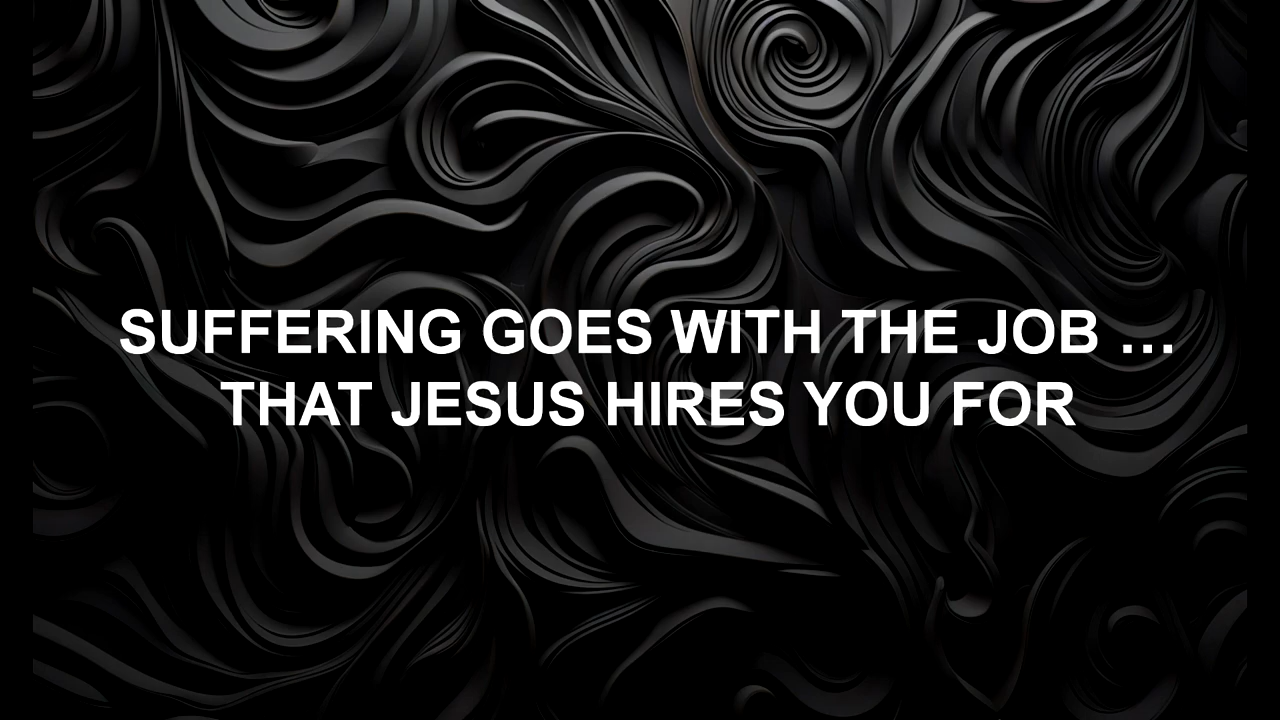 SUFFERING GOES WITH THE JOB …
THAT JESUS HIRES YOU FOR